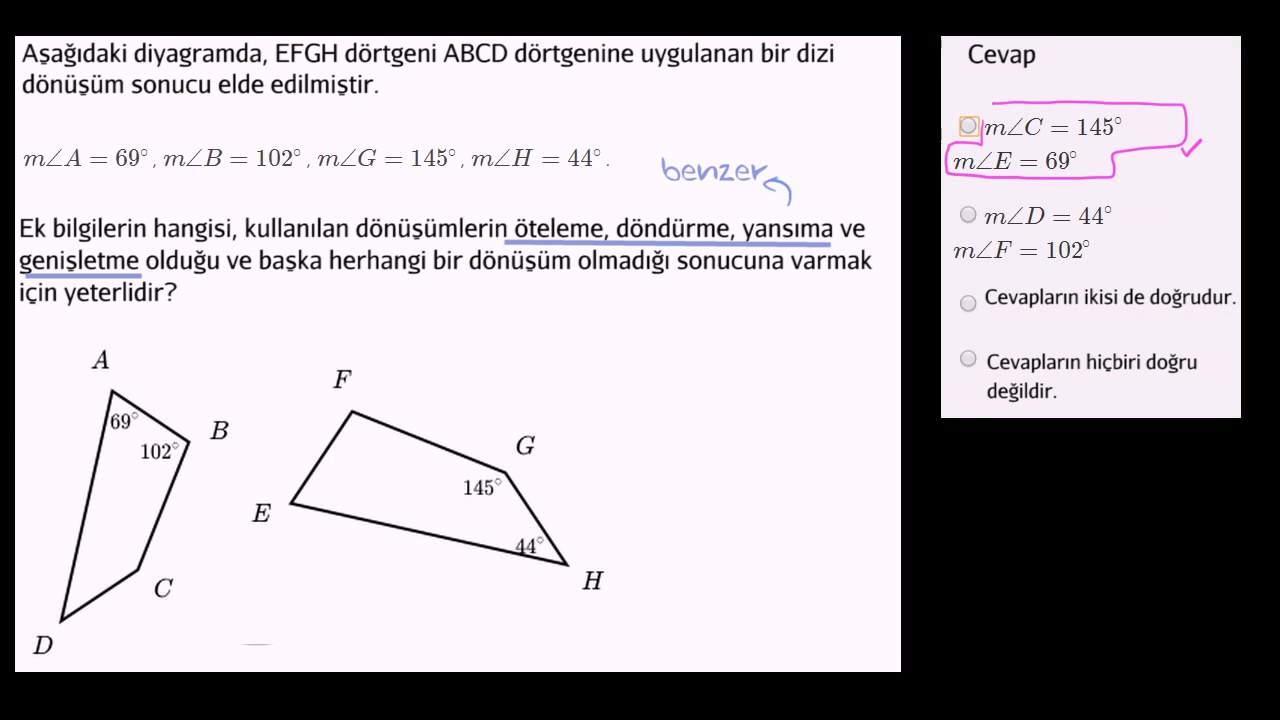 Aşağıdaki diyagramda, EFGH dörtgeni ABCD dörtgenine uygulanan bir dizi
dönüşüm sonucu elde edilmiştir.
m∠A = 69°, m∠B = 102°, m∠G = 145°, m∠H = 44°.
benzer
Ek bilgilerin hangisi, kullanılan dönüşümlerin öteleme, döndürme, yansıma ve
genişletme olduğu ve başka herhangi bir dönüşüm olmadığı sonucuna varmak
için yeterlidir?
A
69°
B
102°
C
D
F
G
145°
E
44°
H
Cevap
m∠C = 145°
m∠E = 69°
m∠D = 44°
m∠F = 102°
Cevapların ikisi de doğrudur.
Cevapların hiçbiri doğru
değildir.